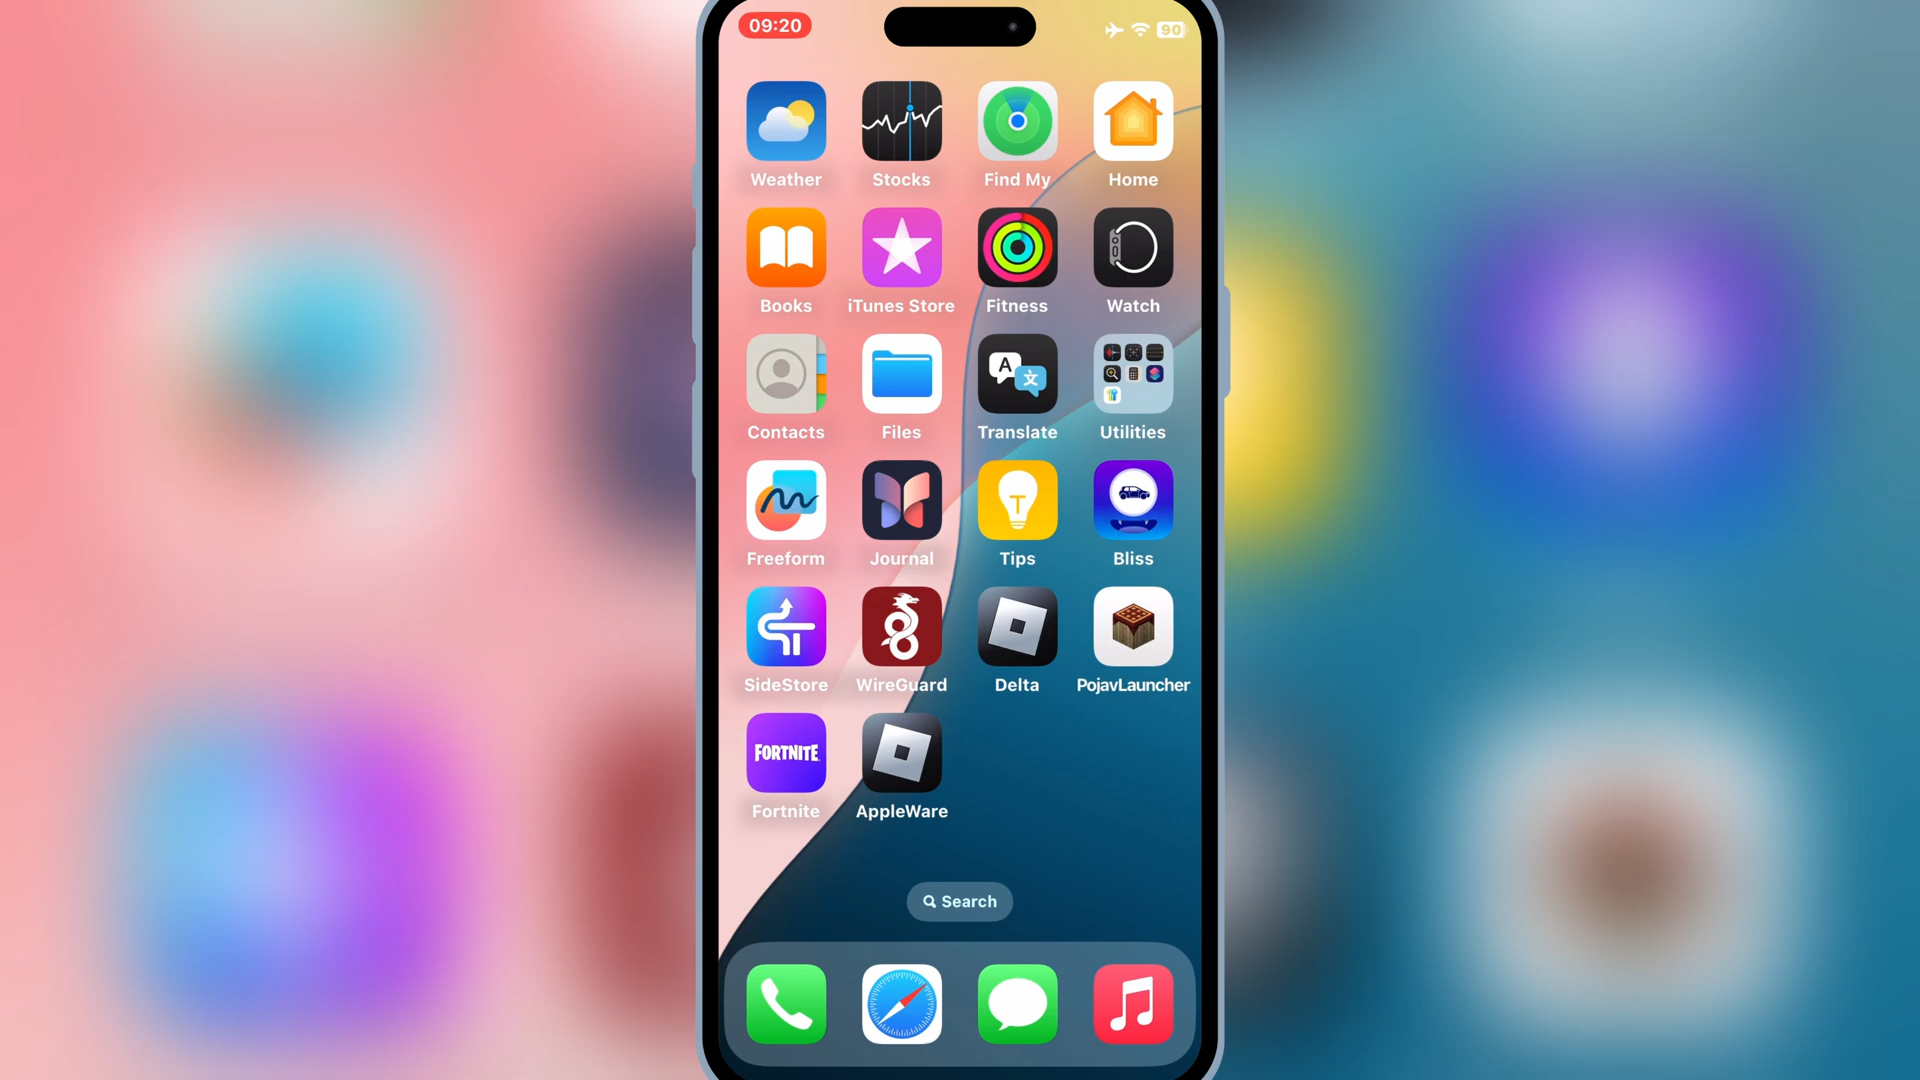 09:20
90
Weather Stocks Find My Home
Books iTunes Store Fitness Watch
A 文
Contacts Files Translate Utilities
T
Freeform Journal Tips Bliss
SideStore WireGuard Delta PojavLauncher
FORTNITE
Fortnite AppleWare
Search